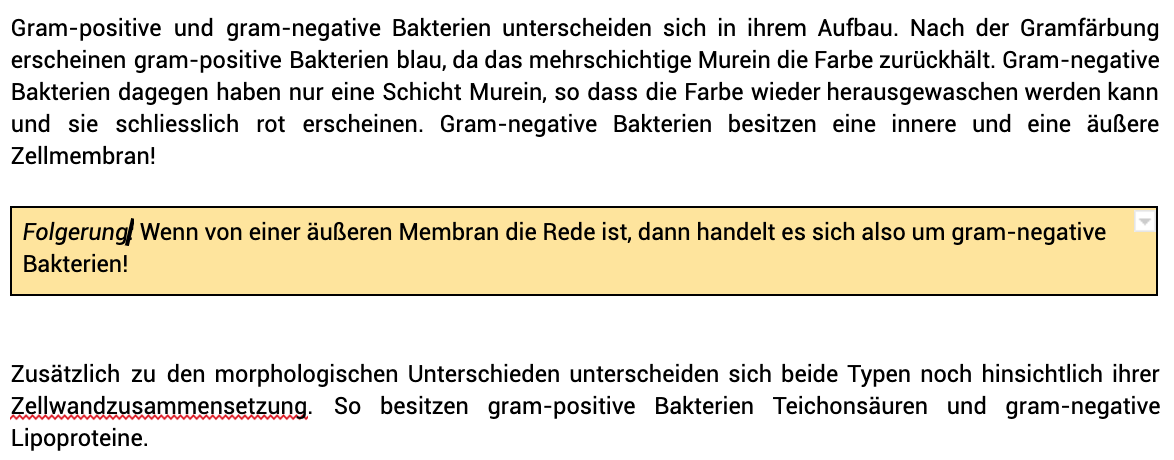 Gram-positive und gram-negative Bakterien unterscheiden sich in ihrem Aufbau. Nach der Gramfärbung
erscheinen gram-positive Bakterien blau, da das mehrschichtige Murein die Farbe zurückhält. Gram-negative
Bakterien dagegen haben nur eine Schicht Murein, so dass die Farbe wieder herausgewaschen werden kann
und sie schliesslich rot erscheinen. Gram-negative Bakterien besitzen eine innere und eine äußere
Zellmembran!
Folgerung: Wenn von einer äußeren Membran die Rede ist, dann handelt es sich also um gram-negative
Bakterien!
Zusätzlich zu den morphologischen Unterschieden unterscheiden sich beide Typen noch hinsichtlich ihrer
Zellwandzusammensetzung. So besitzen gram-positive Bakterien Teichonsäuren und gram-negative
Lipoproteine.